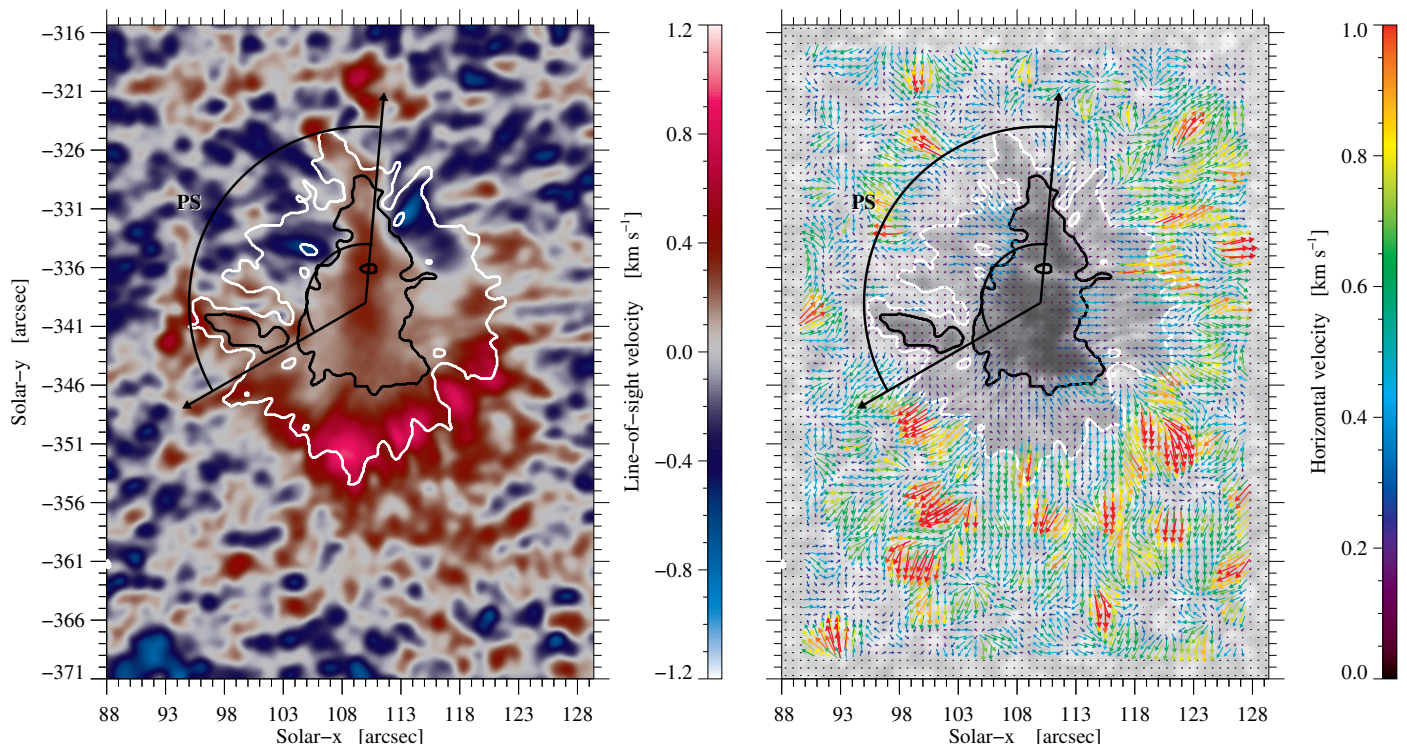 −316
−321
−326
−331
−336
−341
−346
−351
−356
−361
−366
−371
Solar−y [arcsec]
PS
88 93 98 103 108 113 118 123 128
Solar−x [arcsec]
1.2
0.8
0.4
0.0
−0.4
−0.8
−1.2
Line−of−sight velocity [km s⁻¹]
PS
88 93 98 103 108 113 118 123 128
Solar−x [arcsec]
1.0
0.8
0.6
0.4
0.2
0.0
Horizontal velocity [km s⁻¹]